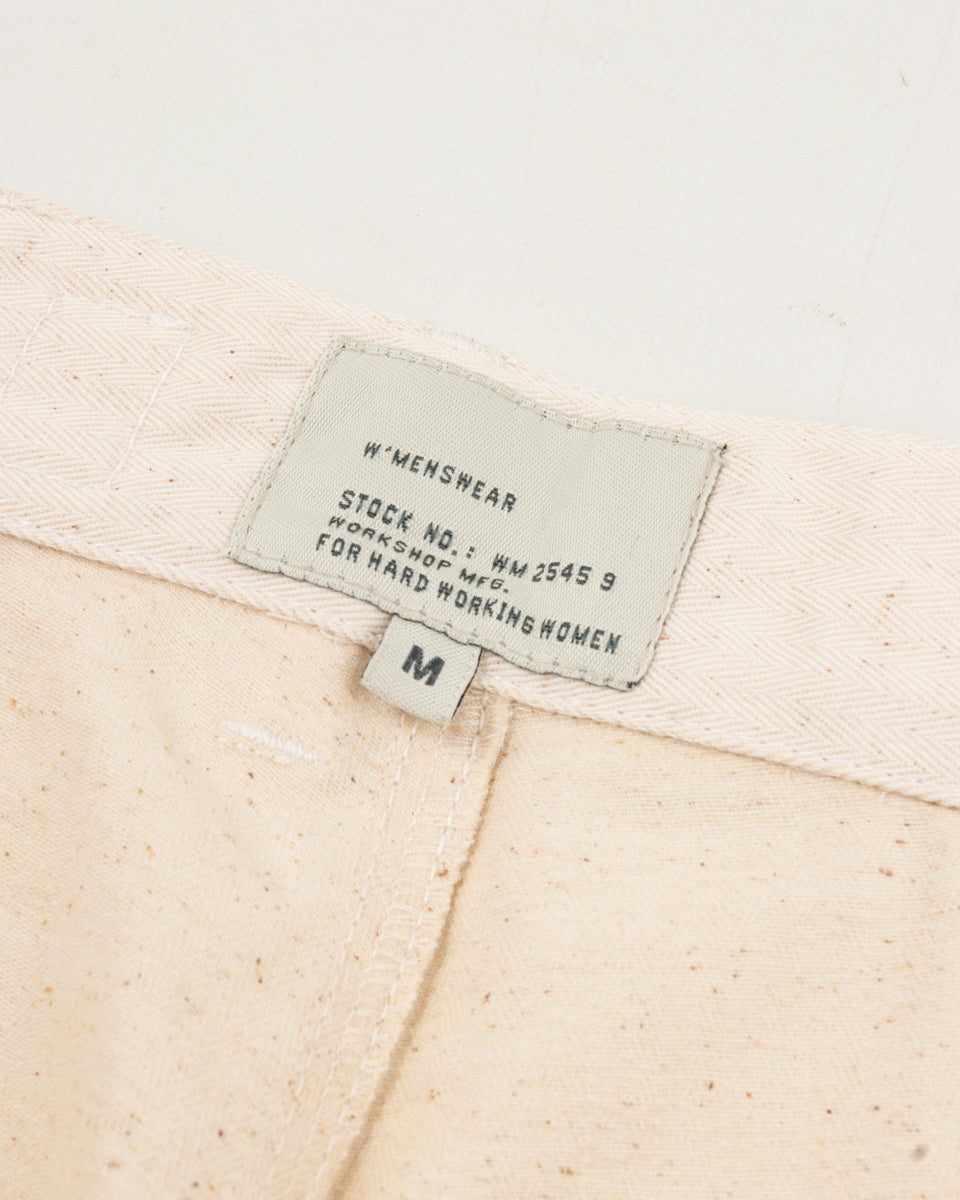 W'MENSWEAR
STOCK NO.: WM 2545 9
WORKSHOP MFG.
FOR HARD WORKING WOMEN
M